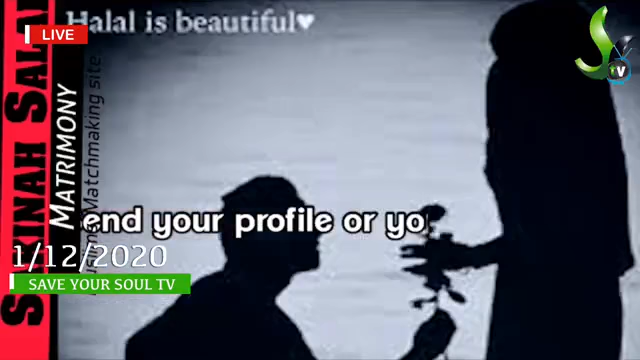 Halal is beautiful♥
LIVE
MATRIMONY
Matchmaking site
end your profile or yo
1/12/2020
SAVE YOUR SOUL TV
TV